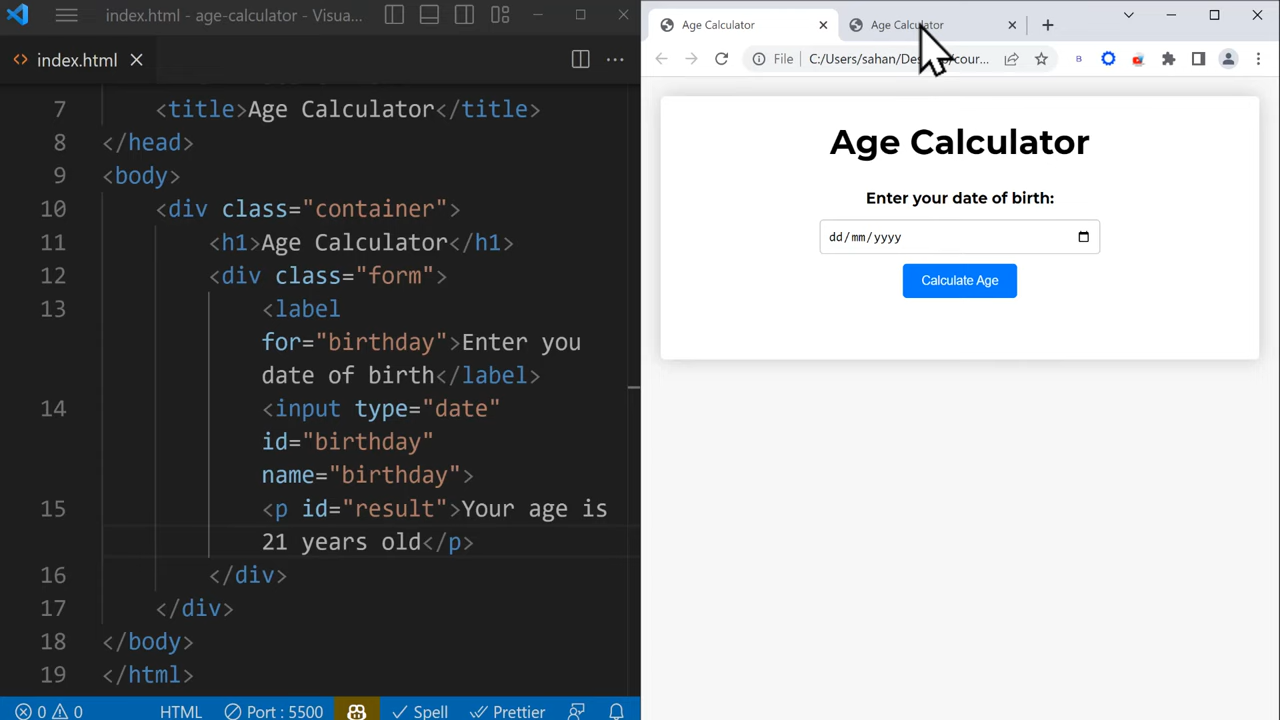 index.html - age-calculator - Visua...
index.html
7 <title>Age Calculator</title>
8 </head>
9 <body>
10 <div class="container">
11 <h1>Age Calculator</h1>
12 <div class="form">
13 <label
for="birthday">Enter you
date of birth</label>
14 <input type="date"
id="birthday"
name="birthday">
15 <p id="result">Your age is
21 years old</p>
16 </div>
17 </div>
18 </body>
19 </html>
0 0 HTML Port : 5500 Spell Prettier
Age Calculator Age Calculator
File C:/Users/sahan/Des p/cour...
B
Age Calculator
Enter your date of birth:
dd/mm/yyyy
Calculate Age